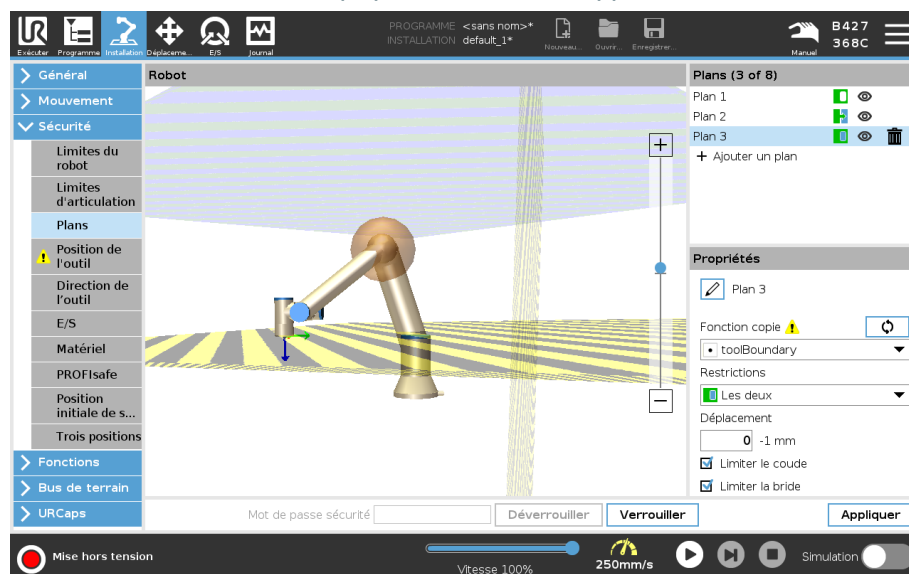 PROGRAMME <sans nom>*
INSTALLATION default_1*
Exécuter
Programme
Installation
Déplaceme...
E/S
Journal
Nouveau...
Ouvrir...
Enregistrer...
Manuel
B427
368C
Général
Mouvement
Sécurité
Limites du
robot
Limites
d'articulation
Plans
Position de
l'outil
Direction de
l’outil
E/S
Matériel
PROFIsafe
Position
initiale de s...
Trois positions
Fonctions
Bus de terrain
URCaps
Robot
Plans (3 of 8)
Plan 1
Plan 2
Plan 3
+ Ajouter un plan
Propriétés
Plan 3
Fonction copie
toolBoundary
Restrictions
Les deux
Déplacement
0 -1 mm
Limiter le coude
Limiter la bride
Mot de passe sécurité
Déverrouiller
Verrouiller
Appliquer
Mise hors tension
Vitesse 100%
250mm/s
Simulation